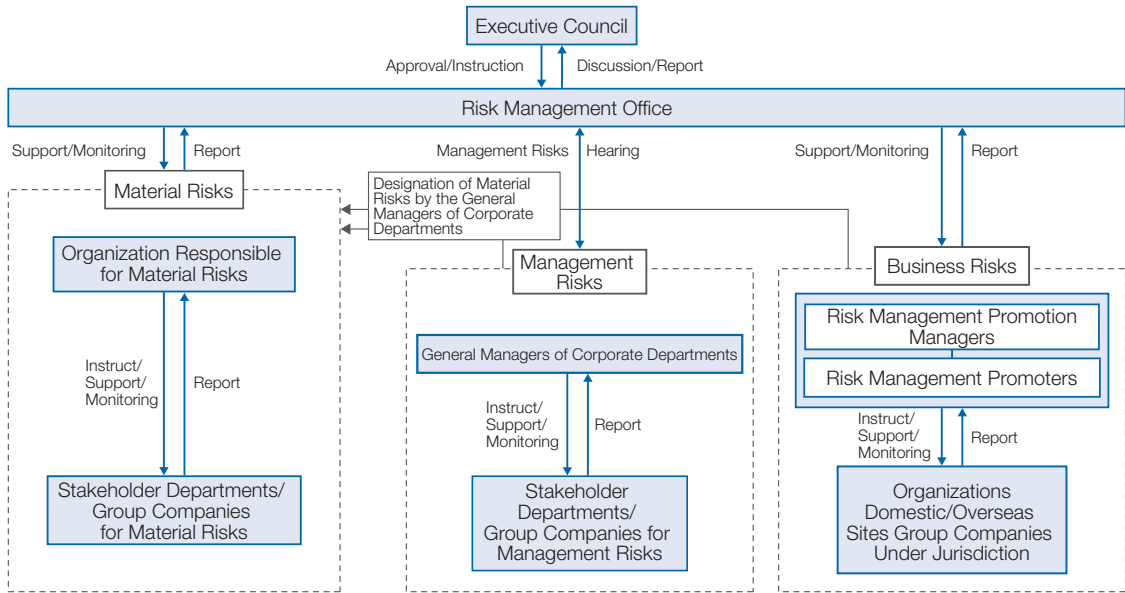 Executive Council
Approval/Instruction
Discussion/Report
Risk Management Office
Support/Monitoring
Report
Management Risks
Hearing
Support/Monitoring
Report
Material Risks
Designation of Material
Risks by the General
Managers of Corporate
Departments
Organization Responsible
for Material Risks
Instruct/
Support/
Monitoring
Report
Stakeholder Departments/
Group Companies
for Material Risks
Management
Risks
General Managers of Corporate Departments
Instruct/
Support/
Monitoring
Report
Stakeholder
Departments/
Group Companies for
Management Risks
Business Risks
Risk Management Promotion
Managers
Risk Management Promoters
Instruct/
Support/
Monitoring
Report
Organizations
Domestic/Overseas
Sites Group Companies
Under Jurisdiction